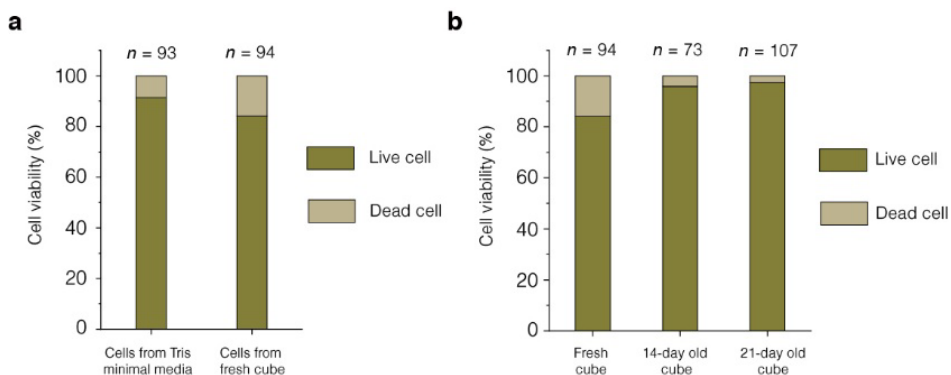 a
n = 93
n = 94
100
80
60
40
20
0
Cell viability (%)
Live cell
Dead cell
Cells from Tris
minimal media
Cells from
fresh cube
b
n = 94
n = 73
n = 107
100
80
60
40
20
0
Cell viability (%)
Live cell
Dead cell
Fresh
cube
14-day old
cube
21-day old
cube